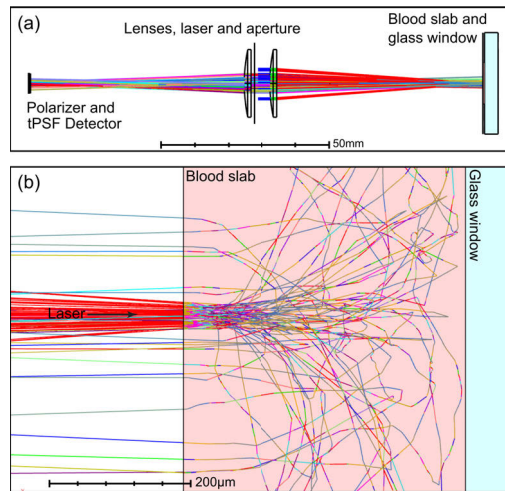 (a)
Lenses, laser and aperture
Blood slab and
glass window
Polarizer and
tPSF Detector
50mm
(b)
Blood slab
Glass window
Laser
200µm